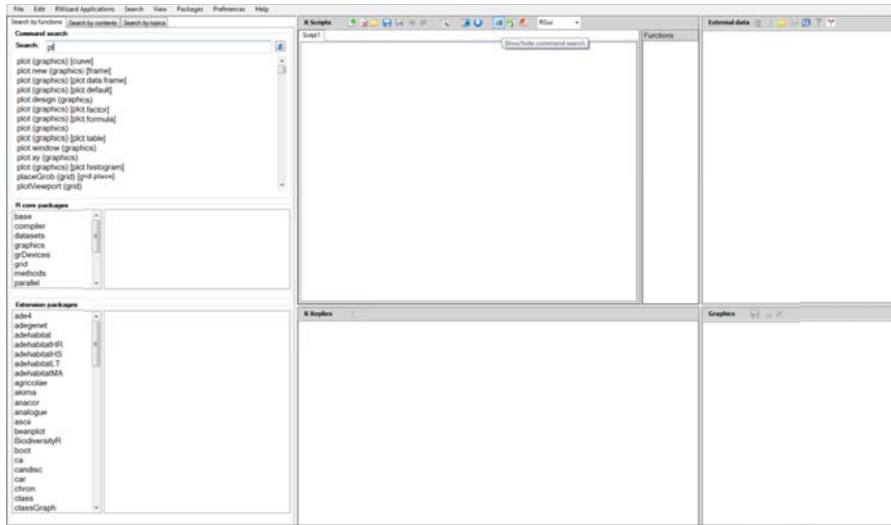 File Edit RWizard Applications Search View Packages Preferences Help
Search by functions Search by contents Search by topics
Command search
Search: pl
plot (graphics) [curve]
plot.new (graphics) [frame]
plot (graphics) [plot.data.frame]
plot (graphics) [plot.default]
plot.design (graphics)
plot (graphics) [plot.factor]
plot (graphics) [plot.formula]
plot (graphics)
plot (graphics) [plot.table]
plot.window (graphics)
plot.xy (graphics)
plot (graphics) [plot.histogram]
placeGrob (grid) [grid.place]
plotViewport (grid)
R core packages
base
compiler
datasets
graphics
grDevices
grid
methods
parallel
Extension packages
ade4
adegenet
adehabitat
adehabitatHR
adehabitatHS
adehabitatLT
adehabitatMA
agricolae
akima
anacor
analogue
ascii
beanplot
BiodiversityR
boot
ca
candisc
car
chron
class
classGraph
R Scripts RGui
Script1
Show/hide command search
Functions
R Replies
External data
Graphics